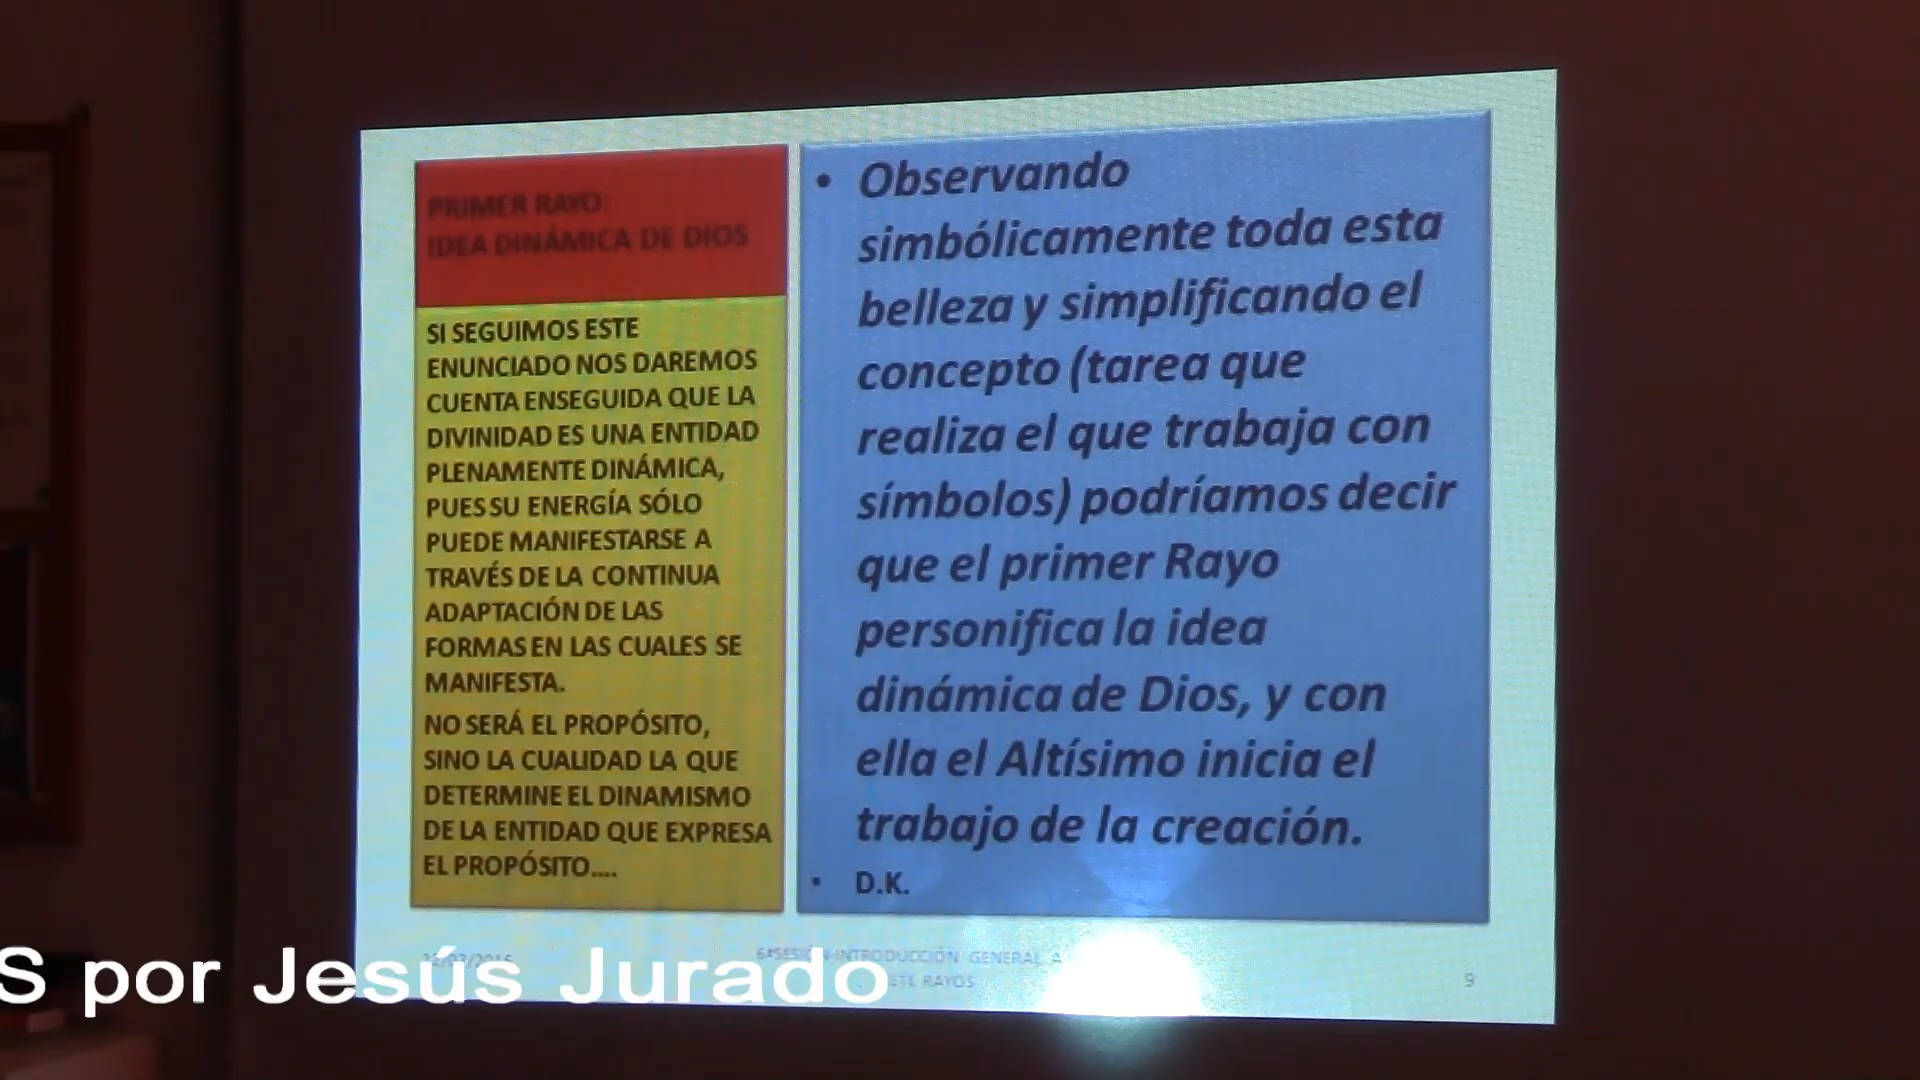 PRIMER RAYO:
IDEA DINÁMICA DE DIOS
SI SEGUIMOS ESTE
ENUNCIADO NOS DAREMOS
CUENTA ENSEGUIDA QUE LA
DIVINIDAD ES UNA ENTIDAD
PLENAMENTE DINÁMICA,
PUES SU ENERGÍA SÓLO
PUEDE MANIFESTARSE A
TRAVÉS DE LA CONTINUA
ADAPTACIÓN DE LAS
FORMAS EN LAS CUALES SE
MANIFESTA.
NO SERÁ EL PROPÓSITO,
SINO LA CUALIDAD LA QUE
DETERMINE EL DINAMISMO
DE LA ENTIDAD QUE EXPRESA
EL PROPÓSITO....
• Observando
simbólicamente toda esta
belleza y simplificando el
concepto (tarea que
realiza el que trabaja con
símbolos) podríamos decir
que el primer Rayo
personifica la idea
dinámica de Dios, y con
ella el Altísimo inicia el
trabajo de la creación.
• D.K.
6ªSESIÓN-INTRODUCCIÓN GENERAL A
RAYOS
9
S por Jesús Jurado